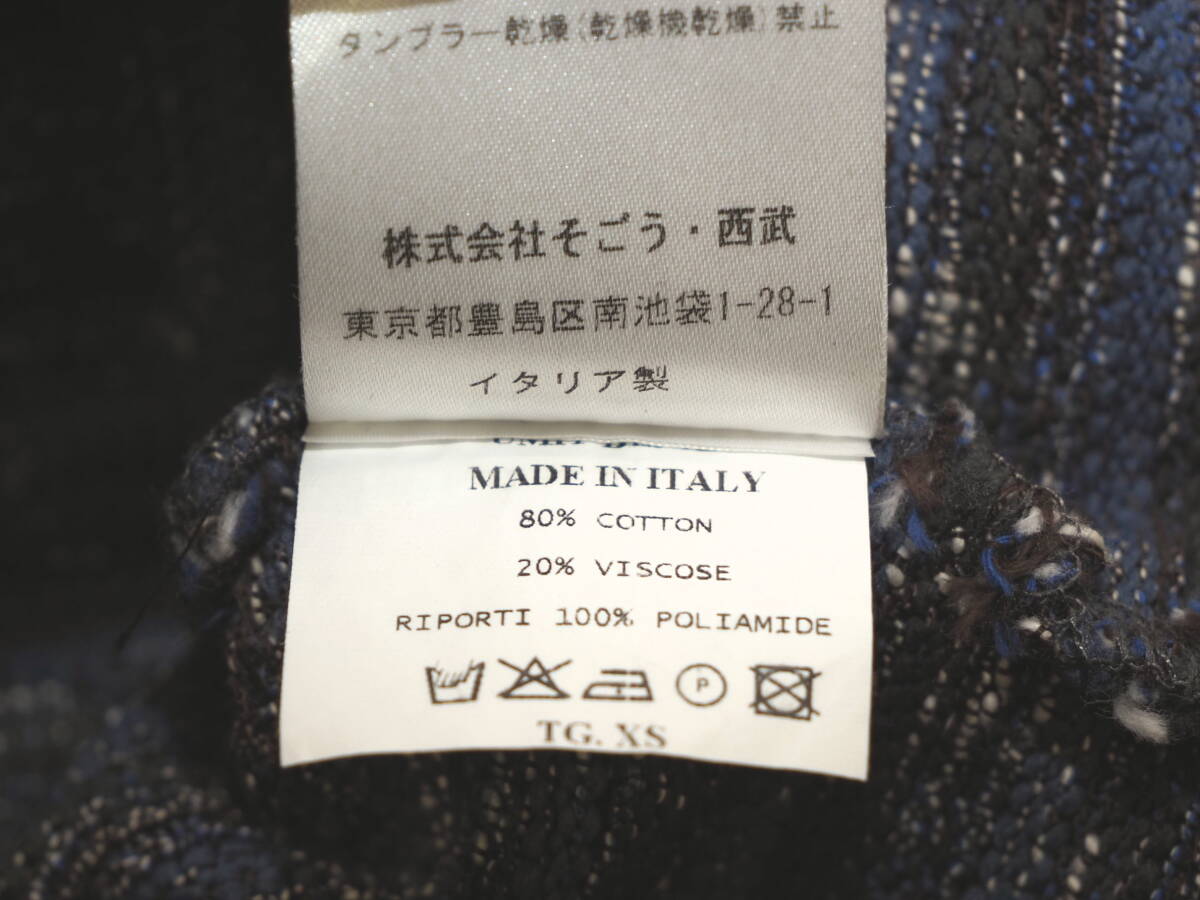 タンブラー乾燥(乾燥機乾燥)禁止
株式会社そごう・西武
東京都豊島区南池袋1-28-1
イタリア製
MADE IN ITALY
80% COTTON
20% VISCOSE
RIPORTI 100% POLIAMIDE
P
TG. XS